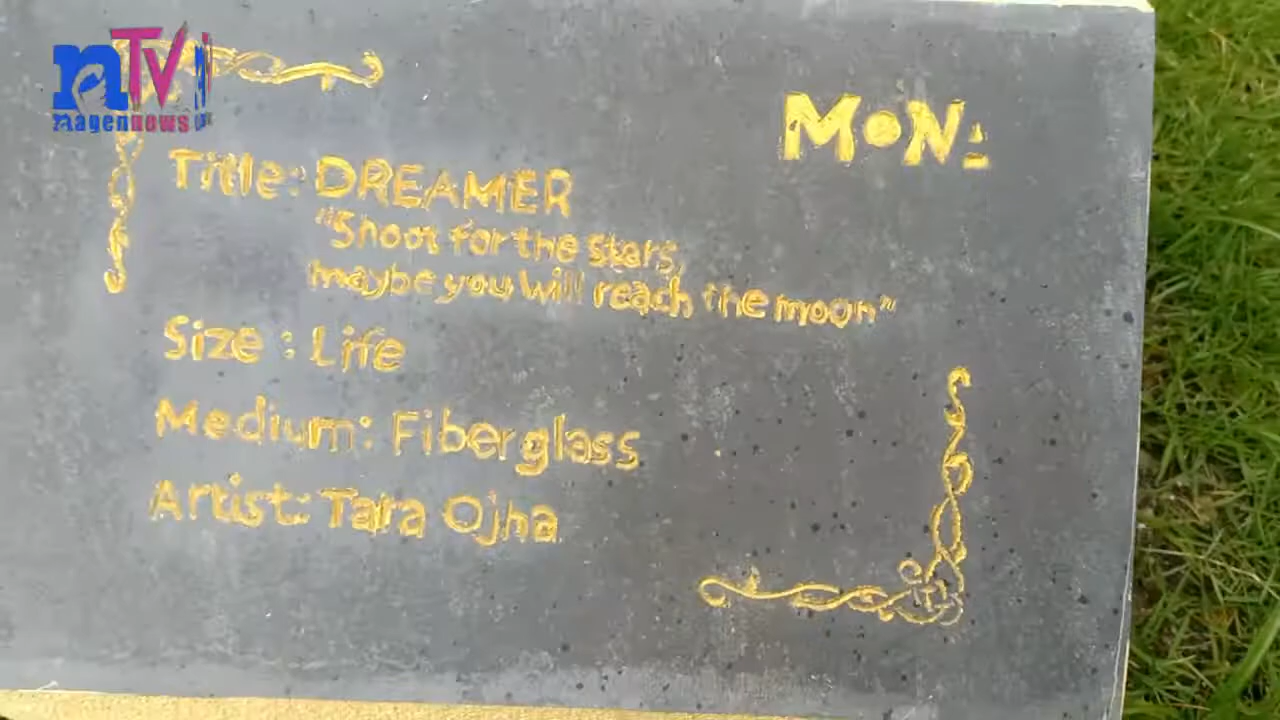 nTV
magennews
MON:
Title: DREAMER
"Shoot for the stars,
maybe you will reach the moon"
Size : Life
Medium: Fiberglass
Artist: Tara Ojha